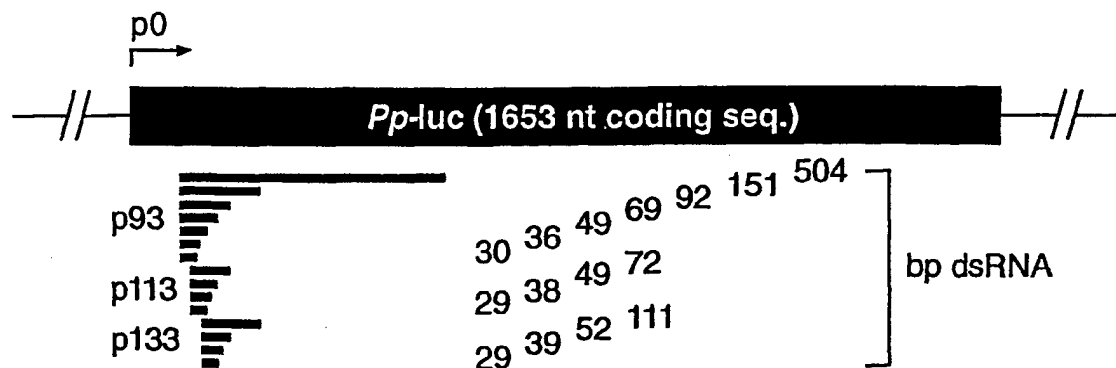 p0
Pp-luc (1653 nt coding seq.)
p93
30 36 49 69 92 151 504
p113
29 38 49 72
p133
29 39 52 111
bp dsRNA